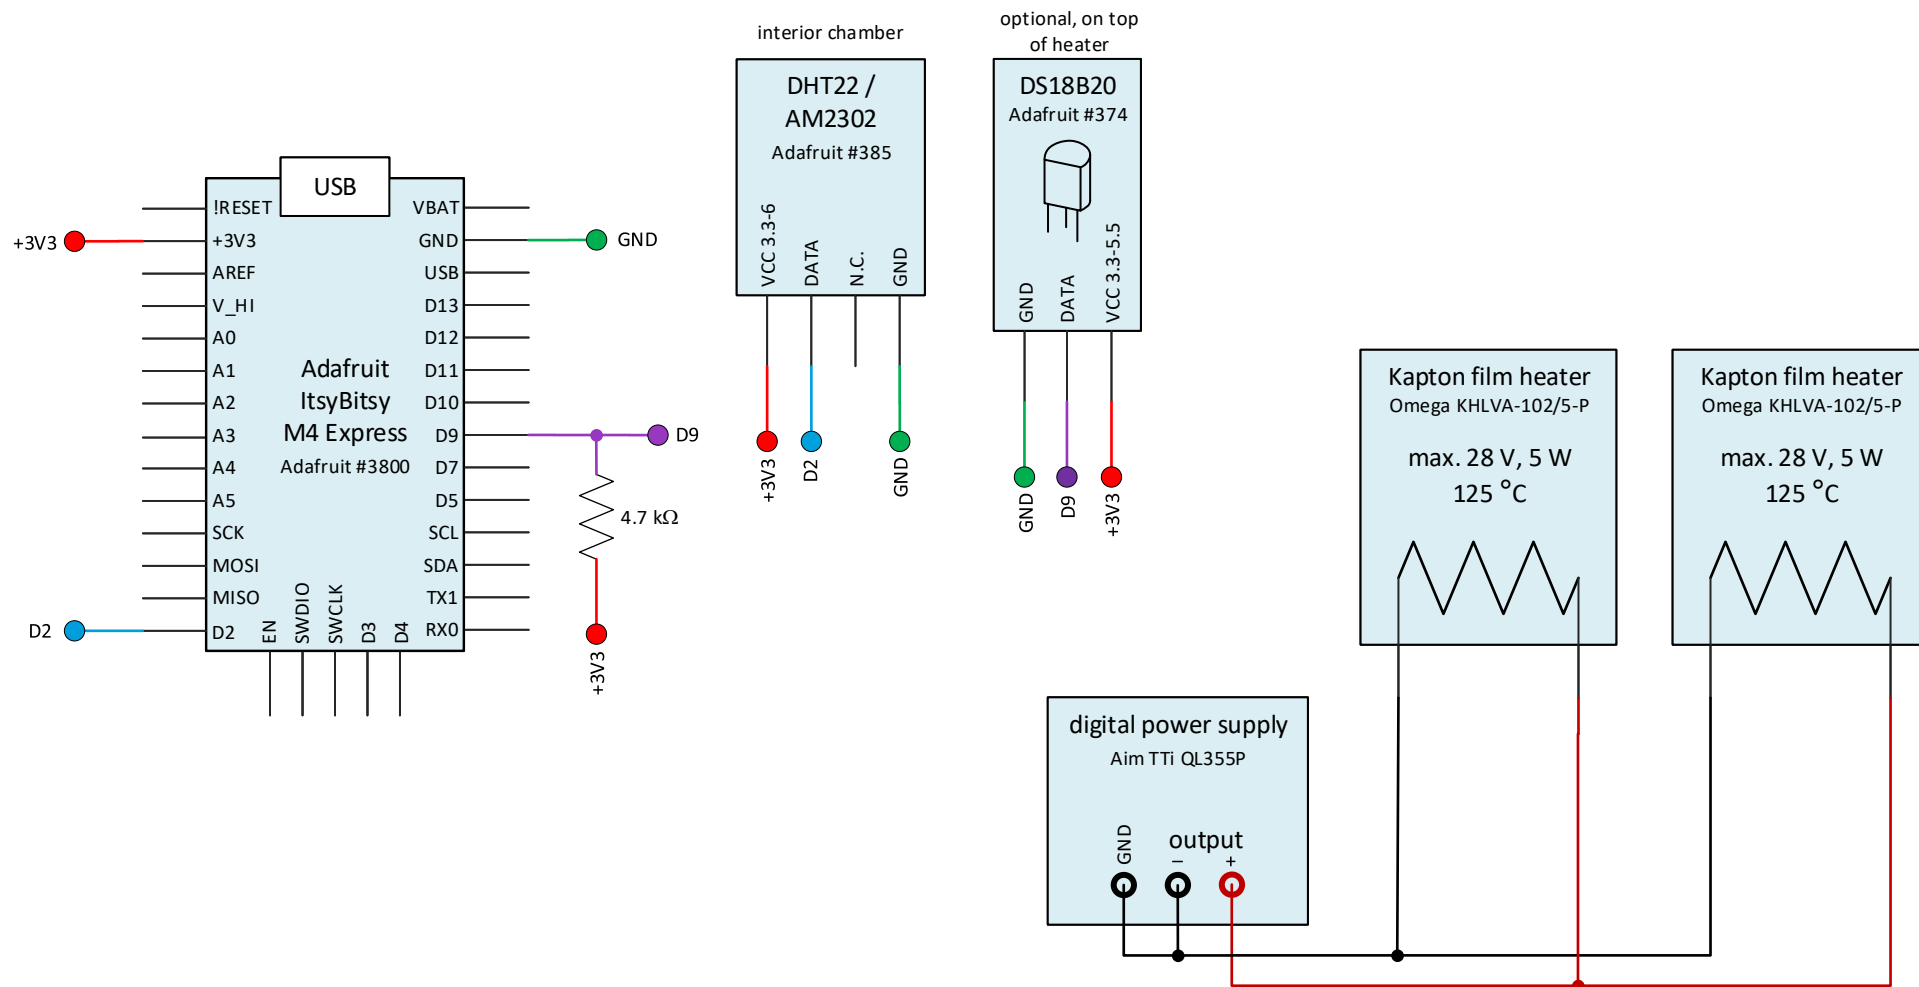 USB
!RESET
+3V3
AREF
V_HI
A0
A1
A2
A3
A4
A5
SCK
MOSI
MISO
D2
EN
SWDIO
SWCLK
D3
D4
VBAT
GND
USB
D13
D12
D11
D10
D9
D7
D5
SCL
SDA
TX1
RX0
Adafruit
ItsyBitsy
M4 Express
Adafruit #3800
+3V3
D2
GND
D9
4.7 kΩ
+3V3
interior chamber
DHT22 /
AM2302
Adafruit #385
VCC 3.3-6
DATA
N.C.
GND
+3V3
D2
GND
optional, on top
of heater
DS18B20
Adafruit #374
GND
DATA
VCC 3.3-5.5
GND
D9
+3V3
Kapton film heater
Omega KHLVA-102/5-P
max. 28 V, 5 W
125 °C
Kapton film heater
Omega KHLVA-102/5-P
max. 28 V, 5 W
125 °C
digital power supply
Aim TTi QL355P
output
GND
–
+